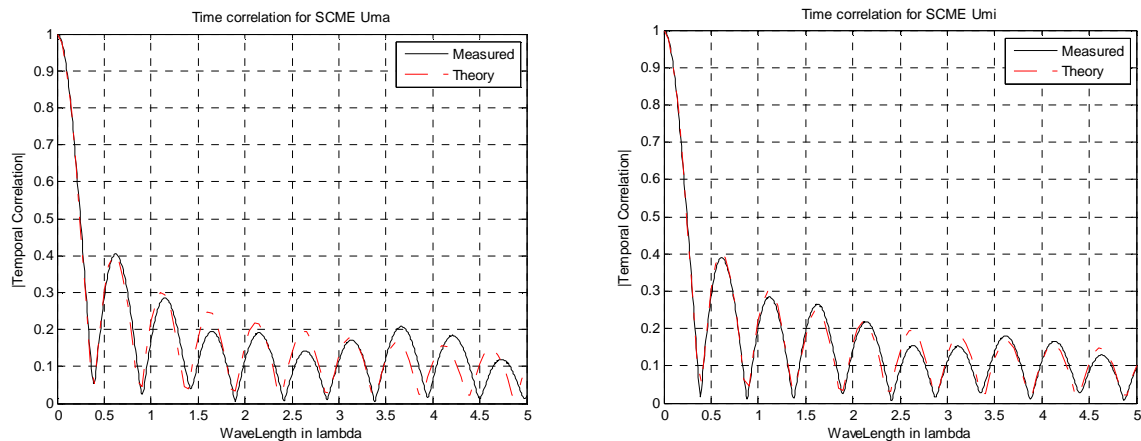 Time correlation for SCME Uma
1
0.9
0.8
0.7
0.6
0.5
0.4
0.3
0.2
0.1
0
|Temporal Correlation|
Measured
Theory
0 0.5 1 1.5 2 2.5 3 3.5 4 4.5 5
WaveLength in lambda
Time correlation for SCME Umi
1
0.9
0.8
0.7
0.6
0.5
0.4
0.3
0.2
0.1
0
|Temporal Correlation|
Measured
Theory
0 0.5 1 1.5 2 2.5 3 3.5 4 4.5 5
WaveLength in lambda